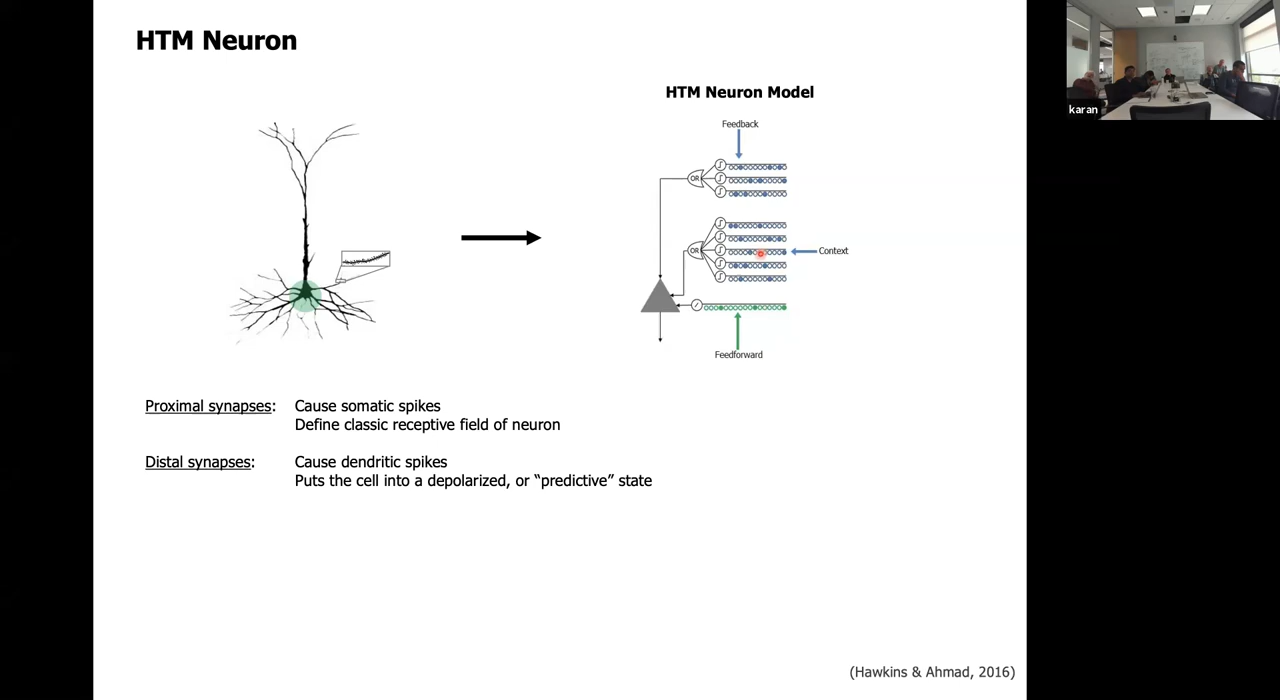 HTM Neuron
karan
HTM Neuron Model
Feedback
OR
OR
Context
Feedforward
Proximal synapses: Cause somatic spikes
Define classic receptive field of neuron
Distal synapses: Cause dendritic spikes
Puts the cell into a depolarized, or “predictive” state
(Hawkins & Ahmad, 2016)